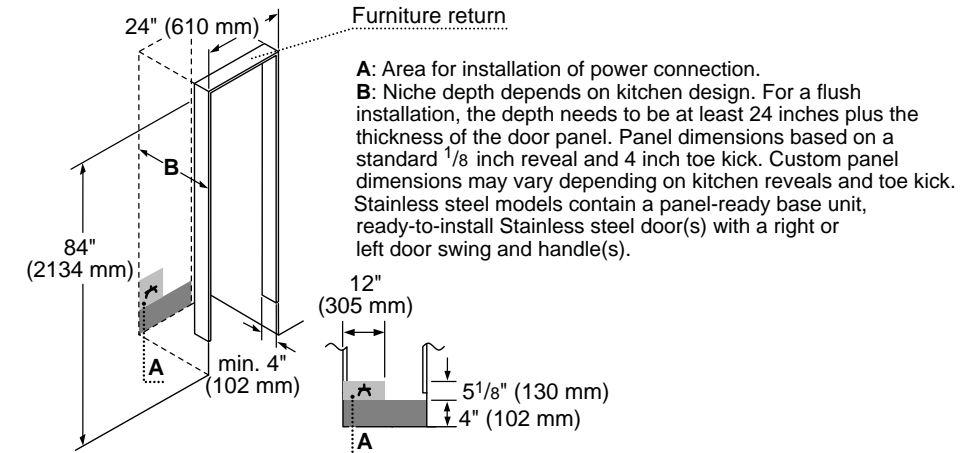 24" (610 mm)
Furniture return
A: Area for installation of power connection.
B: Niche depth depends on kitchen design. For a flush
installation, the depth needs to be at least 24 inches plus the
thickness of the door panel. Panel dimensions based on a
standard 1/8 inch reveal and 4 inch toe kick. Custom panel
dimensions may vary depending on kitchen reveals and toe kick.
Stainless steel models contain a panel-ready base unit,
ready-to-install Stainless steel door(s) with a right or
left door swing and handle(s).
B
84"
(2134 mm)
A
min. 4"
(102 mm)
12"
(305 mm)
5 1/8" (130 mm)
4" (102 mm)
A